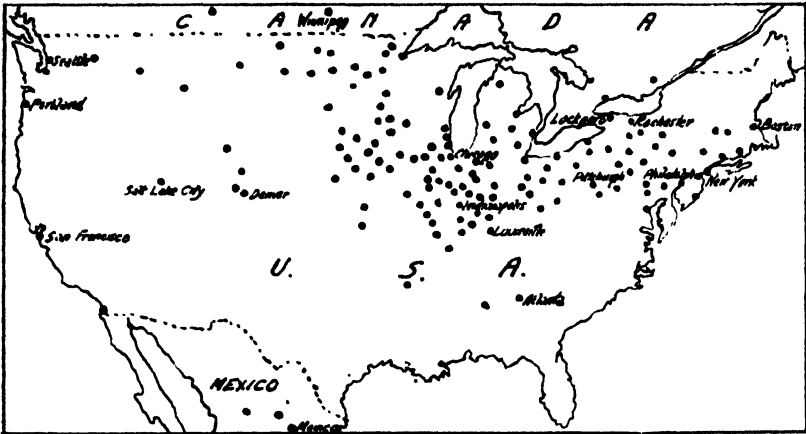 C A N A D A
Winnipeg
Seattle
Portland
Lockport
Rochester
Boston
Chicago
Pittsburgh
Philadelphia
New York
Salt Lake City
Denver
Indianapolis
Louisville
San Francisco
U. S. A.
Atlanta
MEXICO
Mexico